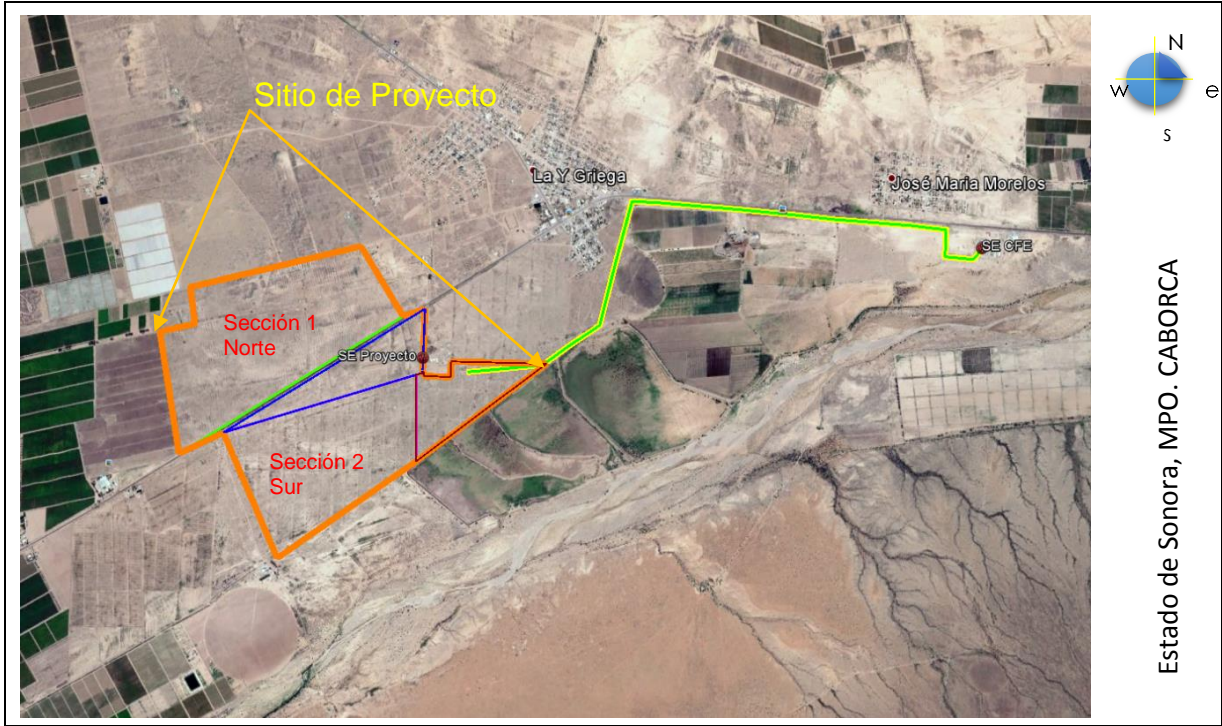 Sitio de Proyecto
La Y Griega
José Maria Morelos
SE CFE
Sección 1
Norte
SE Proyecto
Sección 2
Sur
N
w
e
s
Estado de Sonora, MPO. CABORCA